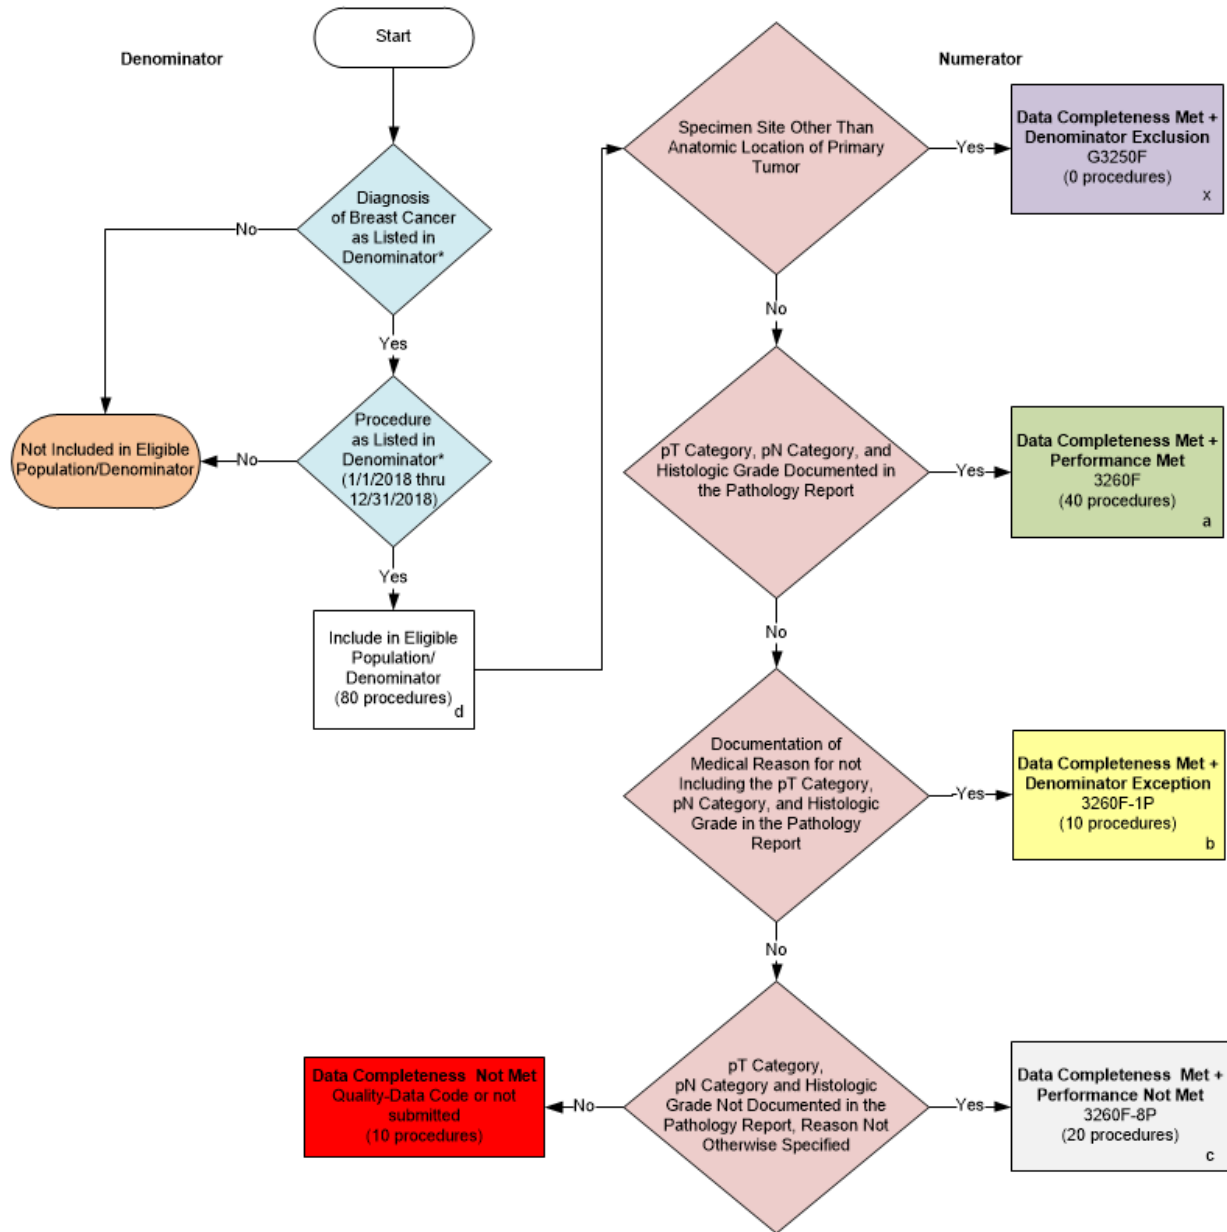 Start
Denominator
Diagnosis
of Breast Cancer
as Listed in
Denominator*
No
Yes
Procedure
as Listed in
Denominator*
(1/1/2018 thru
12/31/2018)
No
Not Included in Eligible
Population/Denominator
Yes
Include in Eligible
Population/
Denominator
(80 procedures)
d
Numerator
Specimen Site Other Than
Anatomic Location of Primary
Tumor
Yes
Data Completeness Met +
Denominator Exclusion
G3250F
(0 procedures)
x
No
pT Category, pN Category, and
Histologic Grade Documented in
the Pathology Report
Yes
Data Completeness Met +
Performance Met
3260F
(40 procedures)
a
No
Documentation of
Medical Reason for not
Including the pT Category,
pN Category, and Histologic
Grade in the Pathology
Report
Yes
Data Completeness Met +
Denominator Exception
3260F-1P
(10 procedures)
b
No
pT Category,
pN Category and Histologic
Grade Not Documented in the
Pathology Report, Reason Not
Otherwise Specified
Yes
Data Completeness Met +
Performance Not Met
3260F-8P
(20 procedures)
c
No
Data Completeness Not Met
Quality-Data Code or not
submitted
(10 procedures)